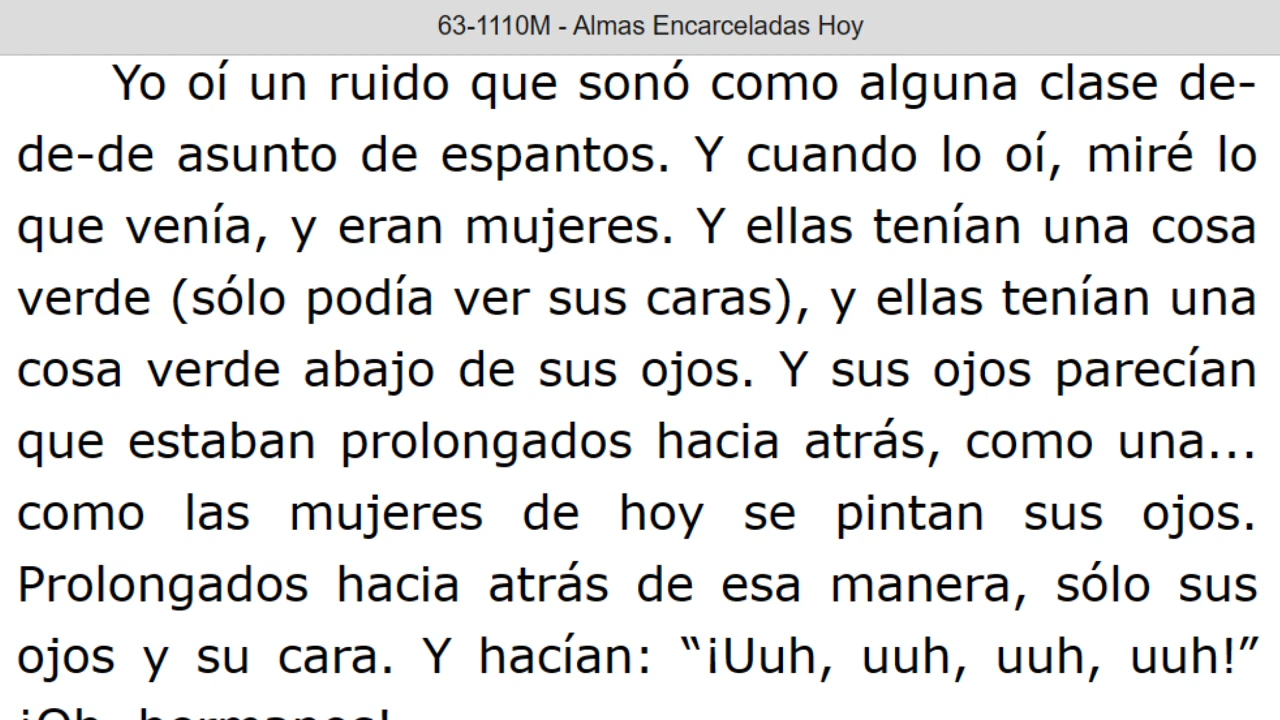 63-1110M - Almas Encarceladas Hoy
Yo oí un ruido que sonó como alguna clase de-
de-de asunto de espantos. Y cuando lo oí, miré lo
que venía, y eran mujeres. Y ellas tenían una cosa
verde (sólo podía ver sus caras), y ellas tenían una
cosa verde abajo de sus ojos. Y sus ojos parecían
que estaban prolongados hacia atrás, como una...
como las mujeres de hoy se pintan sus ojos.
Prolongados hacia atrás de esa manera, sólo sus
ojos y su cara. Y hacían: “¡Uuh, uuh, uuh, uuh!”
¡Oh, hermanos!